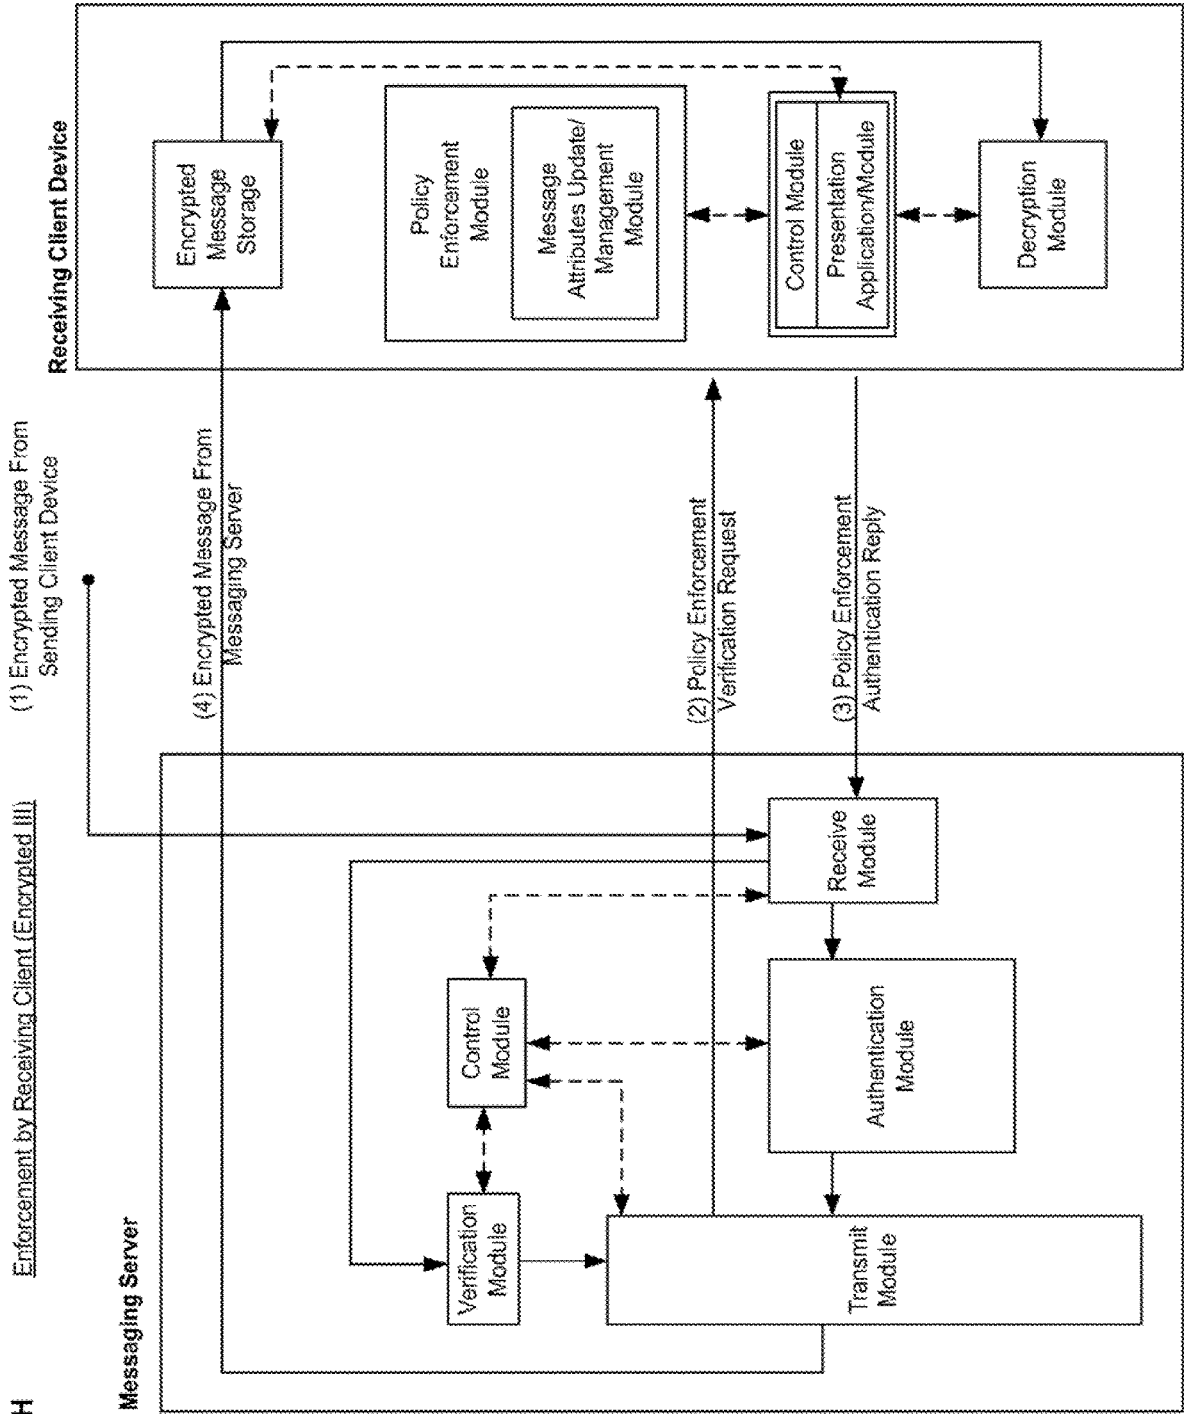 H
Enforcement by Receiving Client (Encrypted III)
(1) Encrypted Message From
Sending Client Device
Messaging Server
Receiving Client Device
(4) Encrypted Message From
Messaging Server
Encrypted
Message
Storage
Verification
Module
Control
Module
Policy
Enforcement
Module
Message
Attributes Update/
Management
Module
(2) Policy Enforcement
Verification Request
Transmit
Module
Authentication
Module
Receive
Module
(3) Policy Enforcement
Authentication Reply
Control Module
Presentation
Application/Module
Decryption
Module